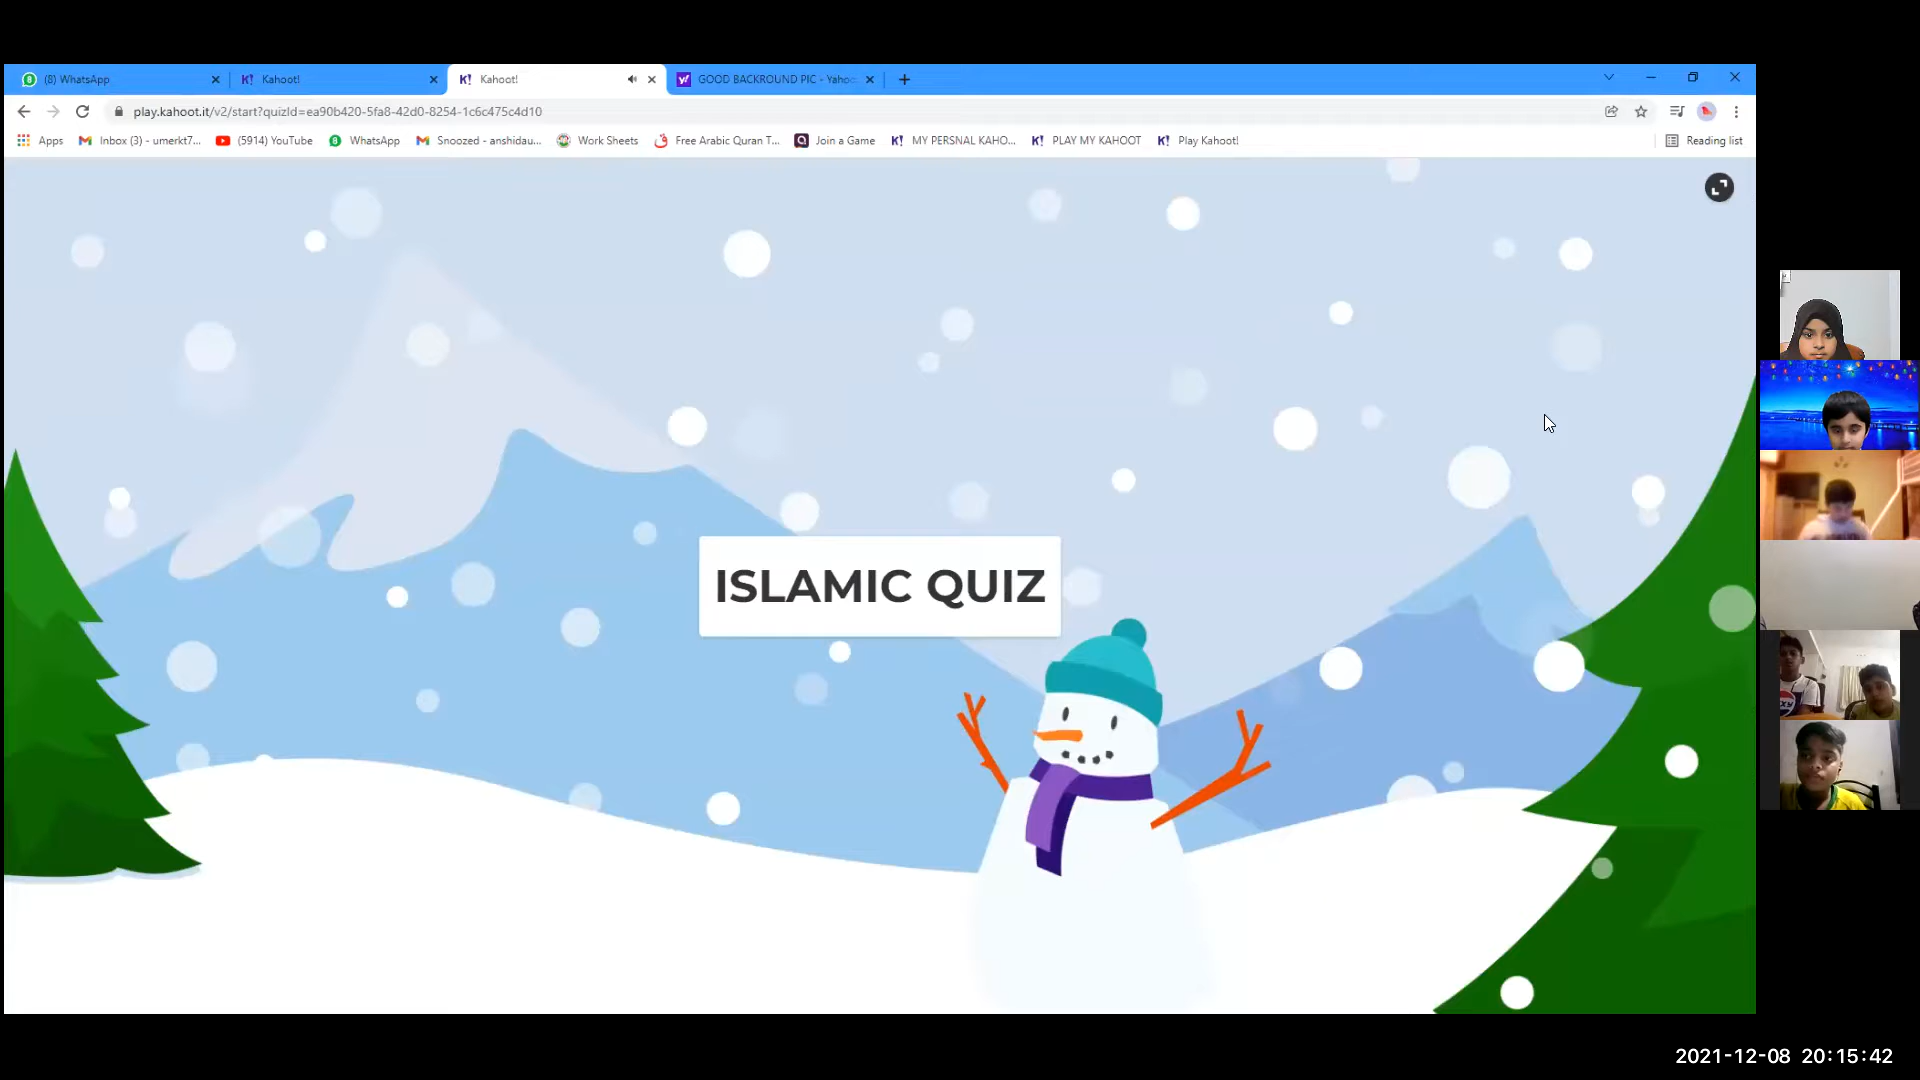 (8) WhatsApp
K! Kahoot!
K! Kahoot!
y! GOOD BACKROUND PIC - Yaho
play.kahoot.it/v2/start?quizId=ea90b420-5fa8-42d0-8254-1c6c475c4d10
Apps
Inbox (3) - umerkt7...
(5914) YouTube
8 WhatsApp
Snoozed - anshidau...
Work Sheets
Free Arabic Quran T...
Join a Game
K! MY PERSNAL KAHO...
K! PLAY MY KAHOOT
K! Play Kahoot!
Reading list
ISLAMIC QUIZ
2021-12-08 20:15:42